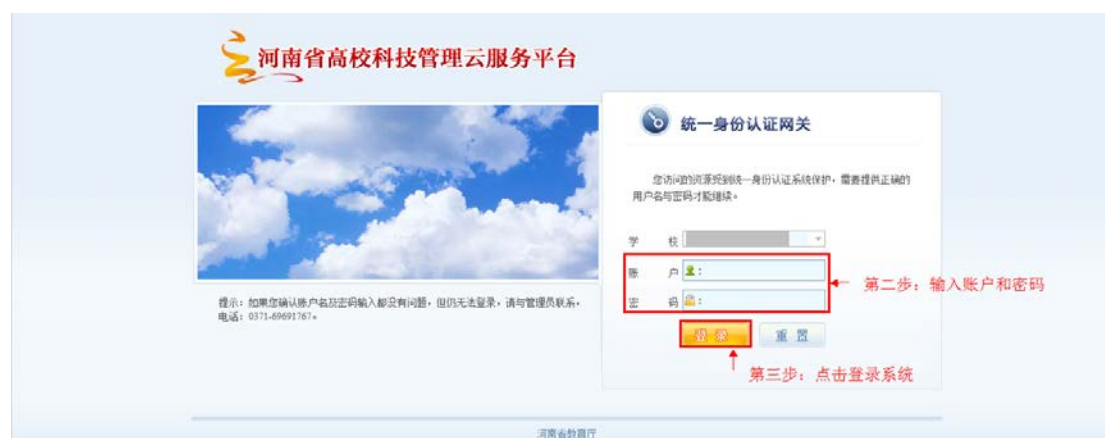 河南省高校科技管理云服务平台
统一身份认证网关
您访问的资源受到统一身份认证系统保护，需要提供正确的
用户名与密码才能继续。
学 校
账 户 :
密 码 :
第二步：输入账户和密码
登 录 重 置
第三步：点击登录系统
提示：如果您确认账户名及密码输入都没有问题，但仍无法登录，请与管理员联系，
电话：0371-69691767。
河南省教育厅